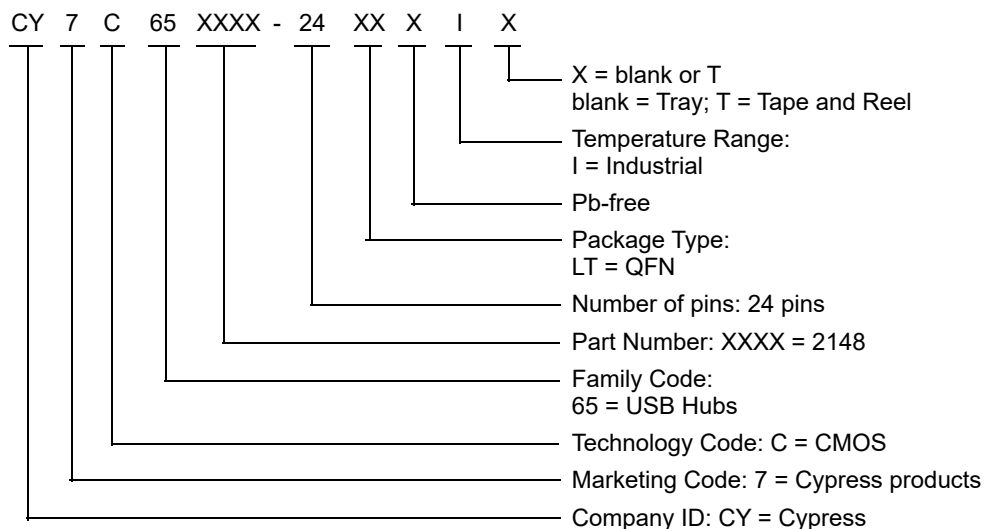 CY 7 C 65 XXXX - 24 XX X I X
X = blank or T
blank = Tray; T = Tape and Reel
Temperature Range:
I = Industrial
Pb-free
Package Type:
LT = QFN
Number of pins: 24 pins
Part Number: XXXX = 2148
Family Code:
65 = USB Hubs
Technology Code: C = CMOS
Marketing Code: 7 = Cypress products
Company ID: CY = Cypress